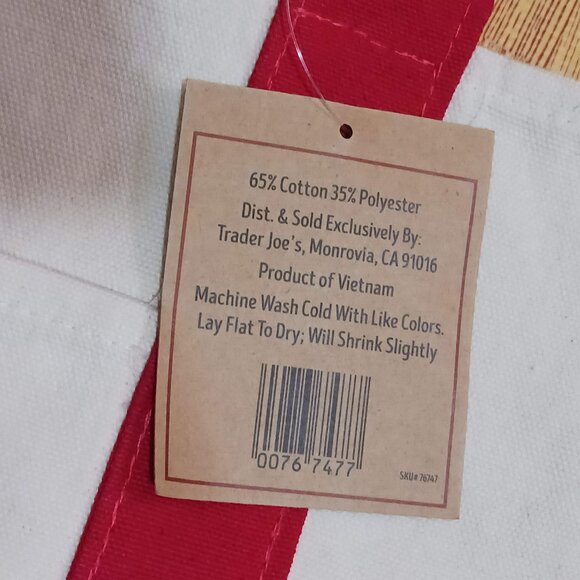 65% Cotton 35% Polyester
Dist. & Sold Exclusively By:
Trader Joe's, Monrovia, CA 91016
Product of Vietnam
Machine Wash Cold With Like Colors.
Lay Flat To Dry; Will Shrink Slightly
0076 7477
SKU# 76747